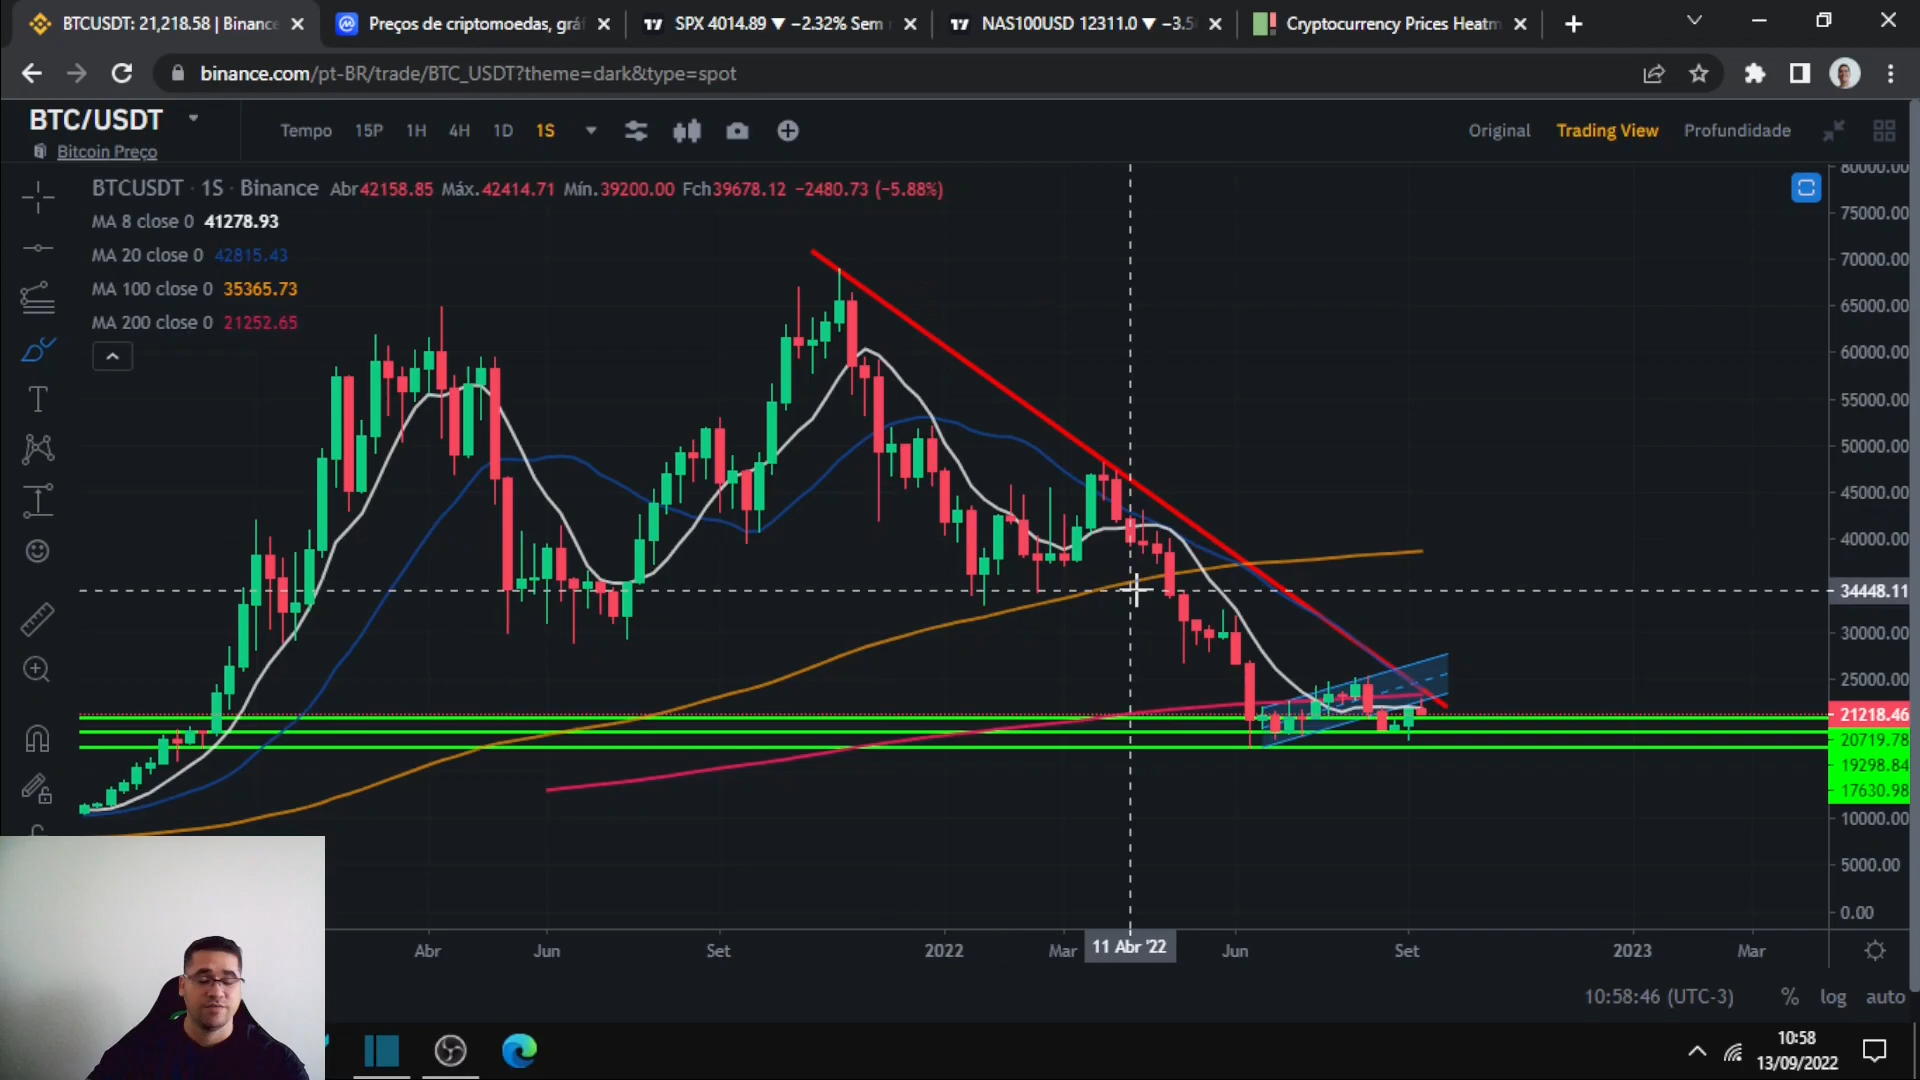 BTCUSDT: 21,218.58 | Binance
Preços de criptomoedas, grá
SPX 4014.89 ▼ −2.32% Sem
NAS100USD 12311.0 ▼ −3.5
Cryptocurrency Prices Heatm
binance.com/pt-BR/trade/BTC_USDT?theme=dark&type=spot
BTC/USDT
Bitcoin Preço
Tempo 15P 1H 4H 1D 1S
Original Trading View Profundidade
BTCUSDT · 1S · Binance Abr42158.85 Máx.42414.71 Mín.39200.00 Fch39678.12 −2480.73 (−5.88%)
MA 8 close 0 41278.93
MA 20 close 0 42815.43
MA 100 close 0 35365.73
MA 200 close 0 21252.65
80000.00
75000.00
70000.00
65000.00
60000.00
55000.00
50000.00
45000.00
40000.00
34448.11
30000.00
25000.00
21218.46
20719.78
19298.84
17630.98
10000.00
5000.00
0.00
Abr Jun Set 2022 Mar 11 Abr '22 Jun Set 2023 Mar
10:58:46 (UTC-3) % log auto
10:58
13/09/2022